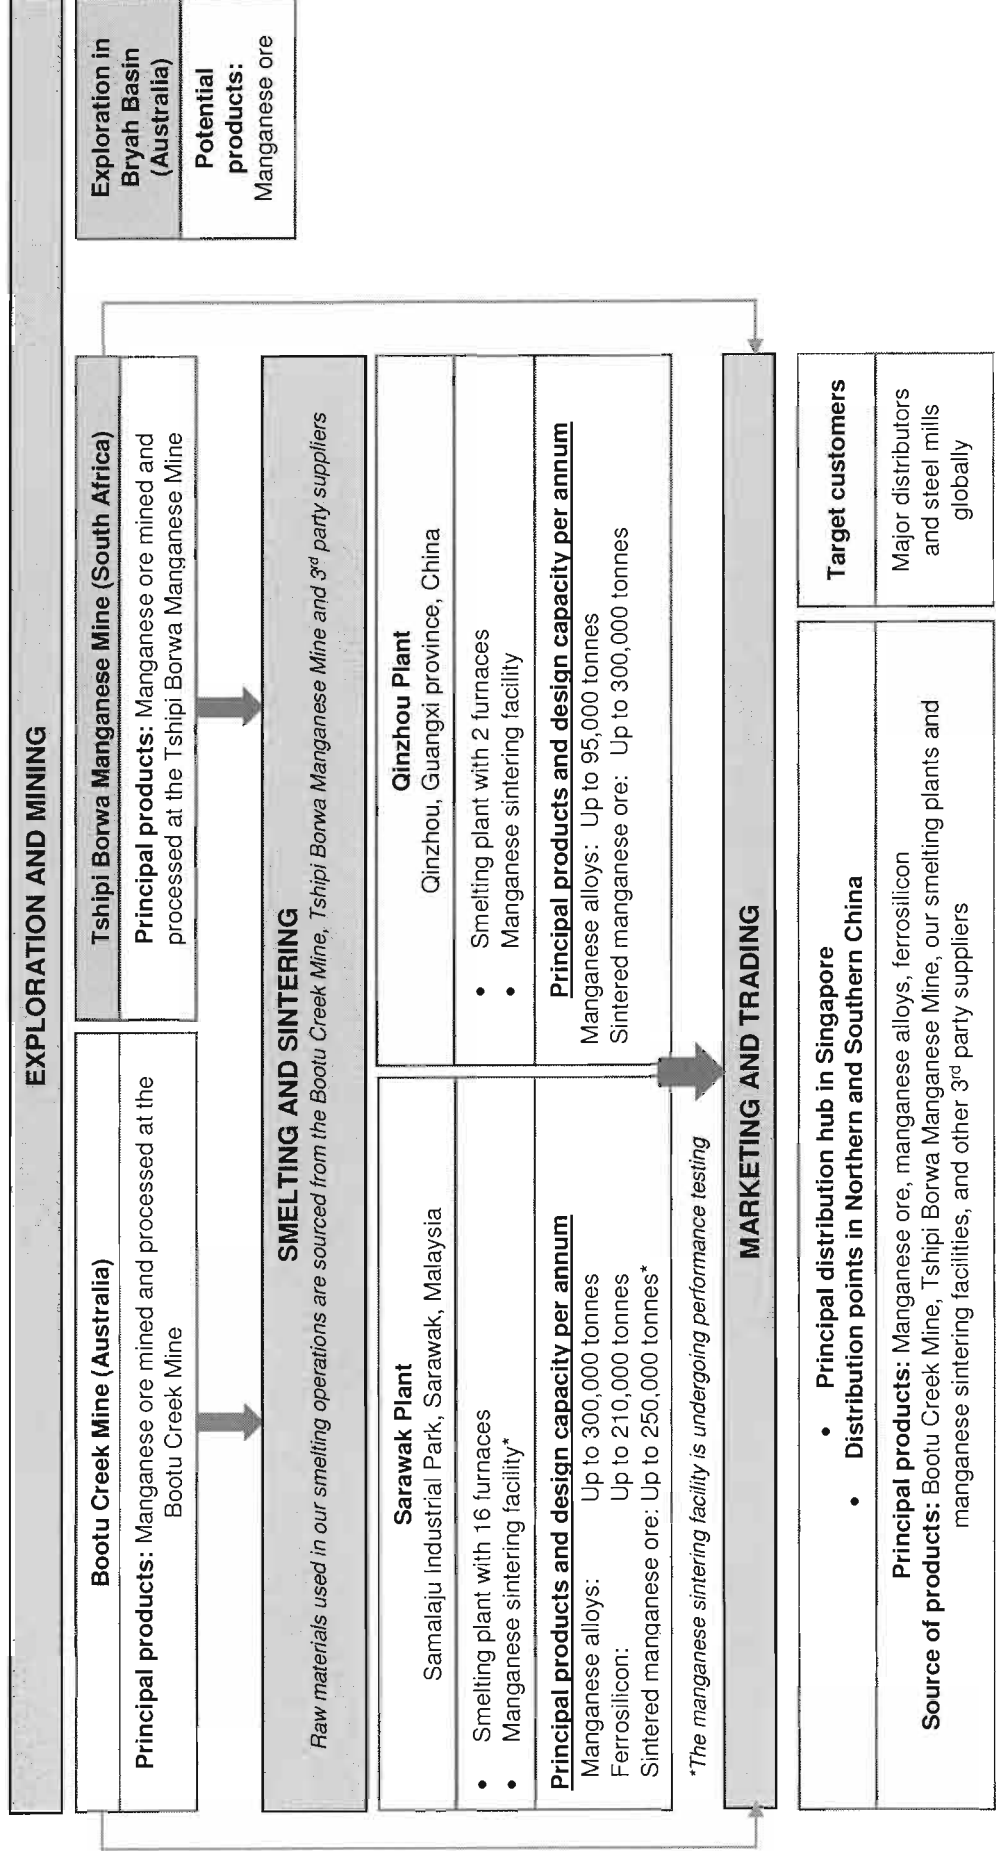 EXPLORATION AND MINING
Bootu Creek Mine (Australia)
Principal products: Manganese ore mined and processed at the
Bootu Creek Mine
Tshipi Borwa Manganese Mine (South Africa)
Principal products: Manganese ore mined and
processed at the Tshipi Borwa Manganese Mine
Exploration in
Bryah Basin
(Australia)
Potential
products:
Manganese ore
SMELTING AND SINTERING
Raw materials used in our smelting operations are sourced from the Bootu Creek Mine, Tshipi Borwa Manganese Mine and 3rd party suppliers
Sarawak Plant
Samalaju Industrial Park, Sarawak, Malaysia
• Smelting plant with 16 furnaces
• Manganese sintering facility*
Principal products and design capacity per annum
Manganese alloys: Up to 300,000 tonnes
Ferrosilicon: Up to 210,000 tonnes
Sintered manganese ore: Up to 250,000 tonnes*
Qinzhou Plant
Qinzhou, Guangxi province, China
• Smelting plant with 2 furnaces
• Manganese sintering facility
Principal products and design capacity per annum
Manganese alloys: Up to 95,000 tonnes
Sintered manganese ore: Up to 300,000 tonnes
*The manganese sintering facility is undergoing performance testing
MARKETING AND TRADING
• Principal distribution hub in Singapore
• Distribution points in Northern and Southern China
Principal products: Manganese ore, manganese alloys, ferrosilicon
Source of products: Bootu Creek Mine, Tshipi Borwa Manganese Mine, our smelting plants and
manganese sintering facilities, and other 3rd party suppliers
Target customers
Major distributors
and steel mills
globally